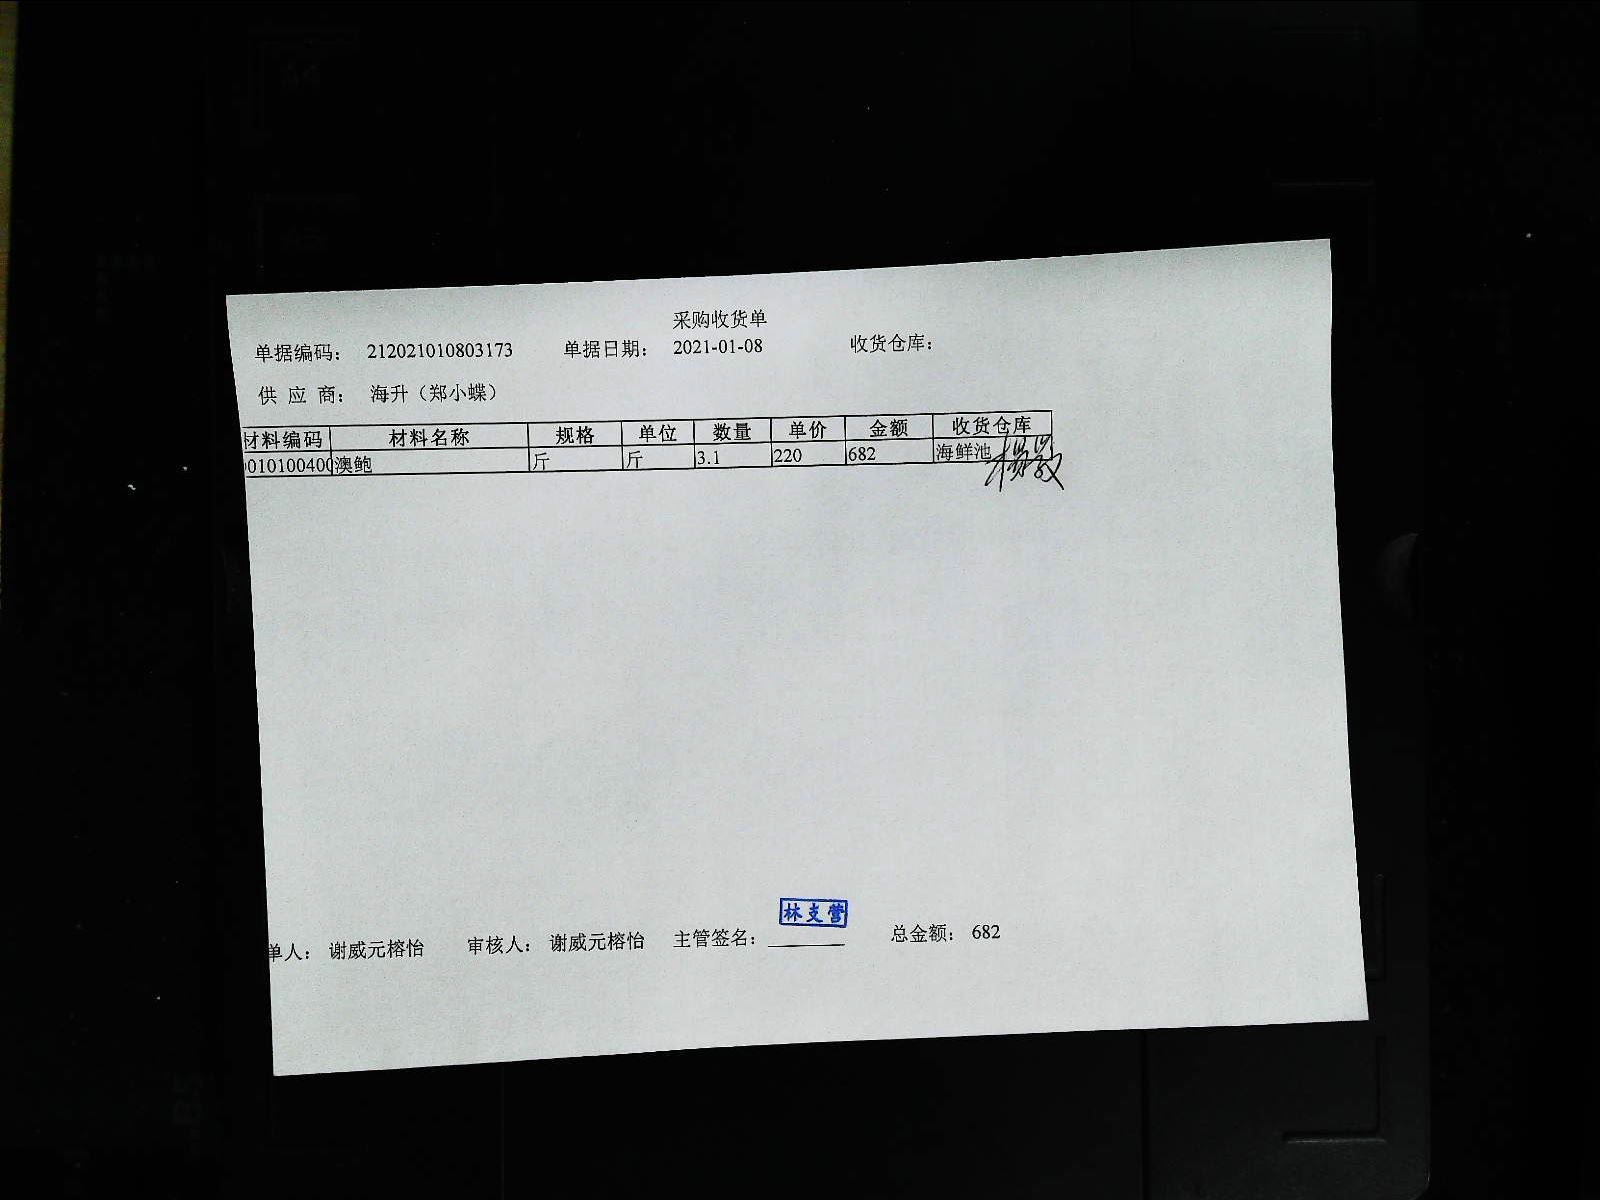 采购收货单
单据编码： 212021010803173 单据日期： 2021-01-08 收货仓库：
供 应 商： 海升（郑小蝶）
材料编码 材料名称 规格 单位 数量 单价 金额 收货仓库
010100400 澳鲍 斤 斤 3.1 220 682 海鲜池
林支营
单人： 谢威元榕怡 审核人： 谢威元榕怡 主管签名： 总金额： 682